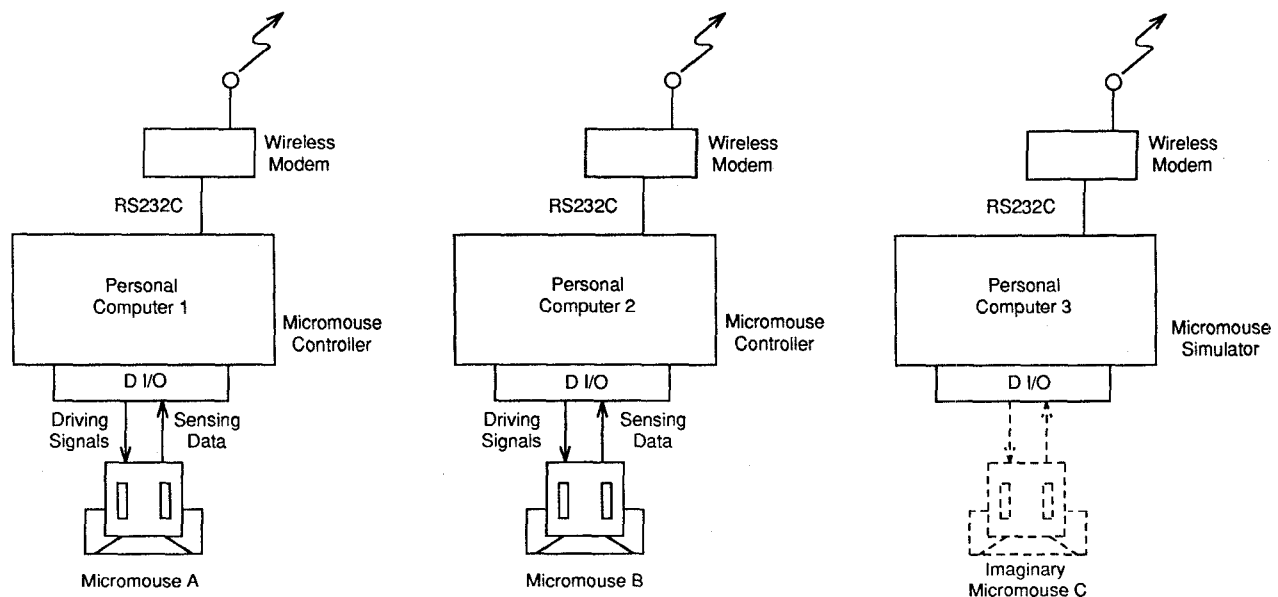 Wireless
Modem
RS232C
Personal
Computer 1
Micromouse
Controller
D I/O
Driving
Signals
Sensing
Data
Micromouse A
Wireless
Modem
RS232C
Personal
Computer 2
Micromouse
Controller
D I/O
Driving
Signals
Sensing
Data
Micromouse B
Wireless
Modem
RS232C
Personal
Computer 3
Micromouse
Simulator
D I/O
Imaginary
Micromouse C